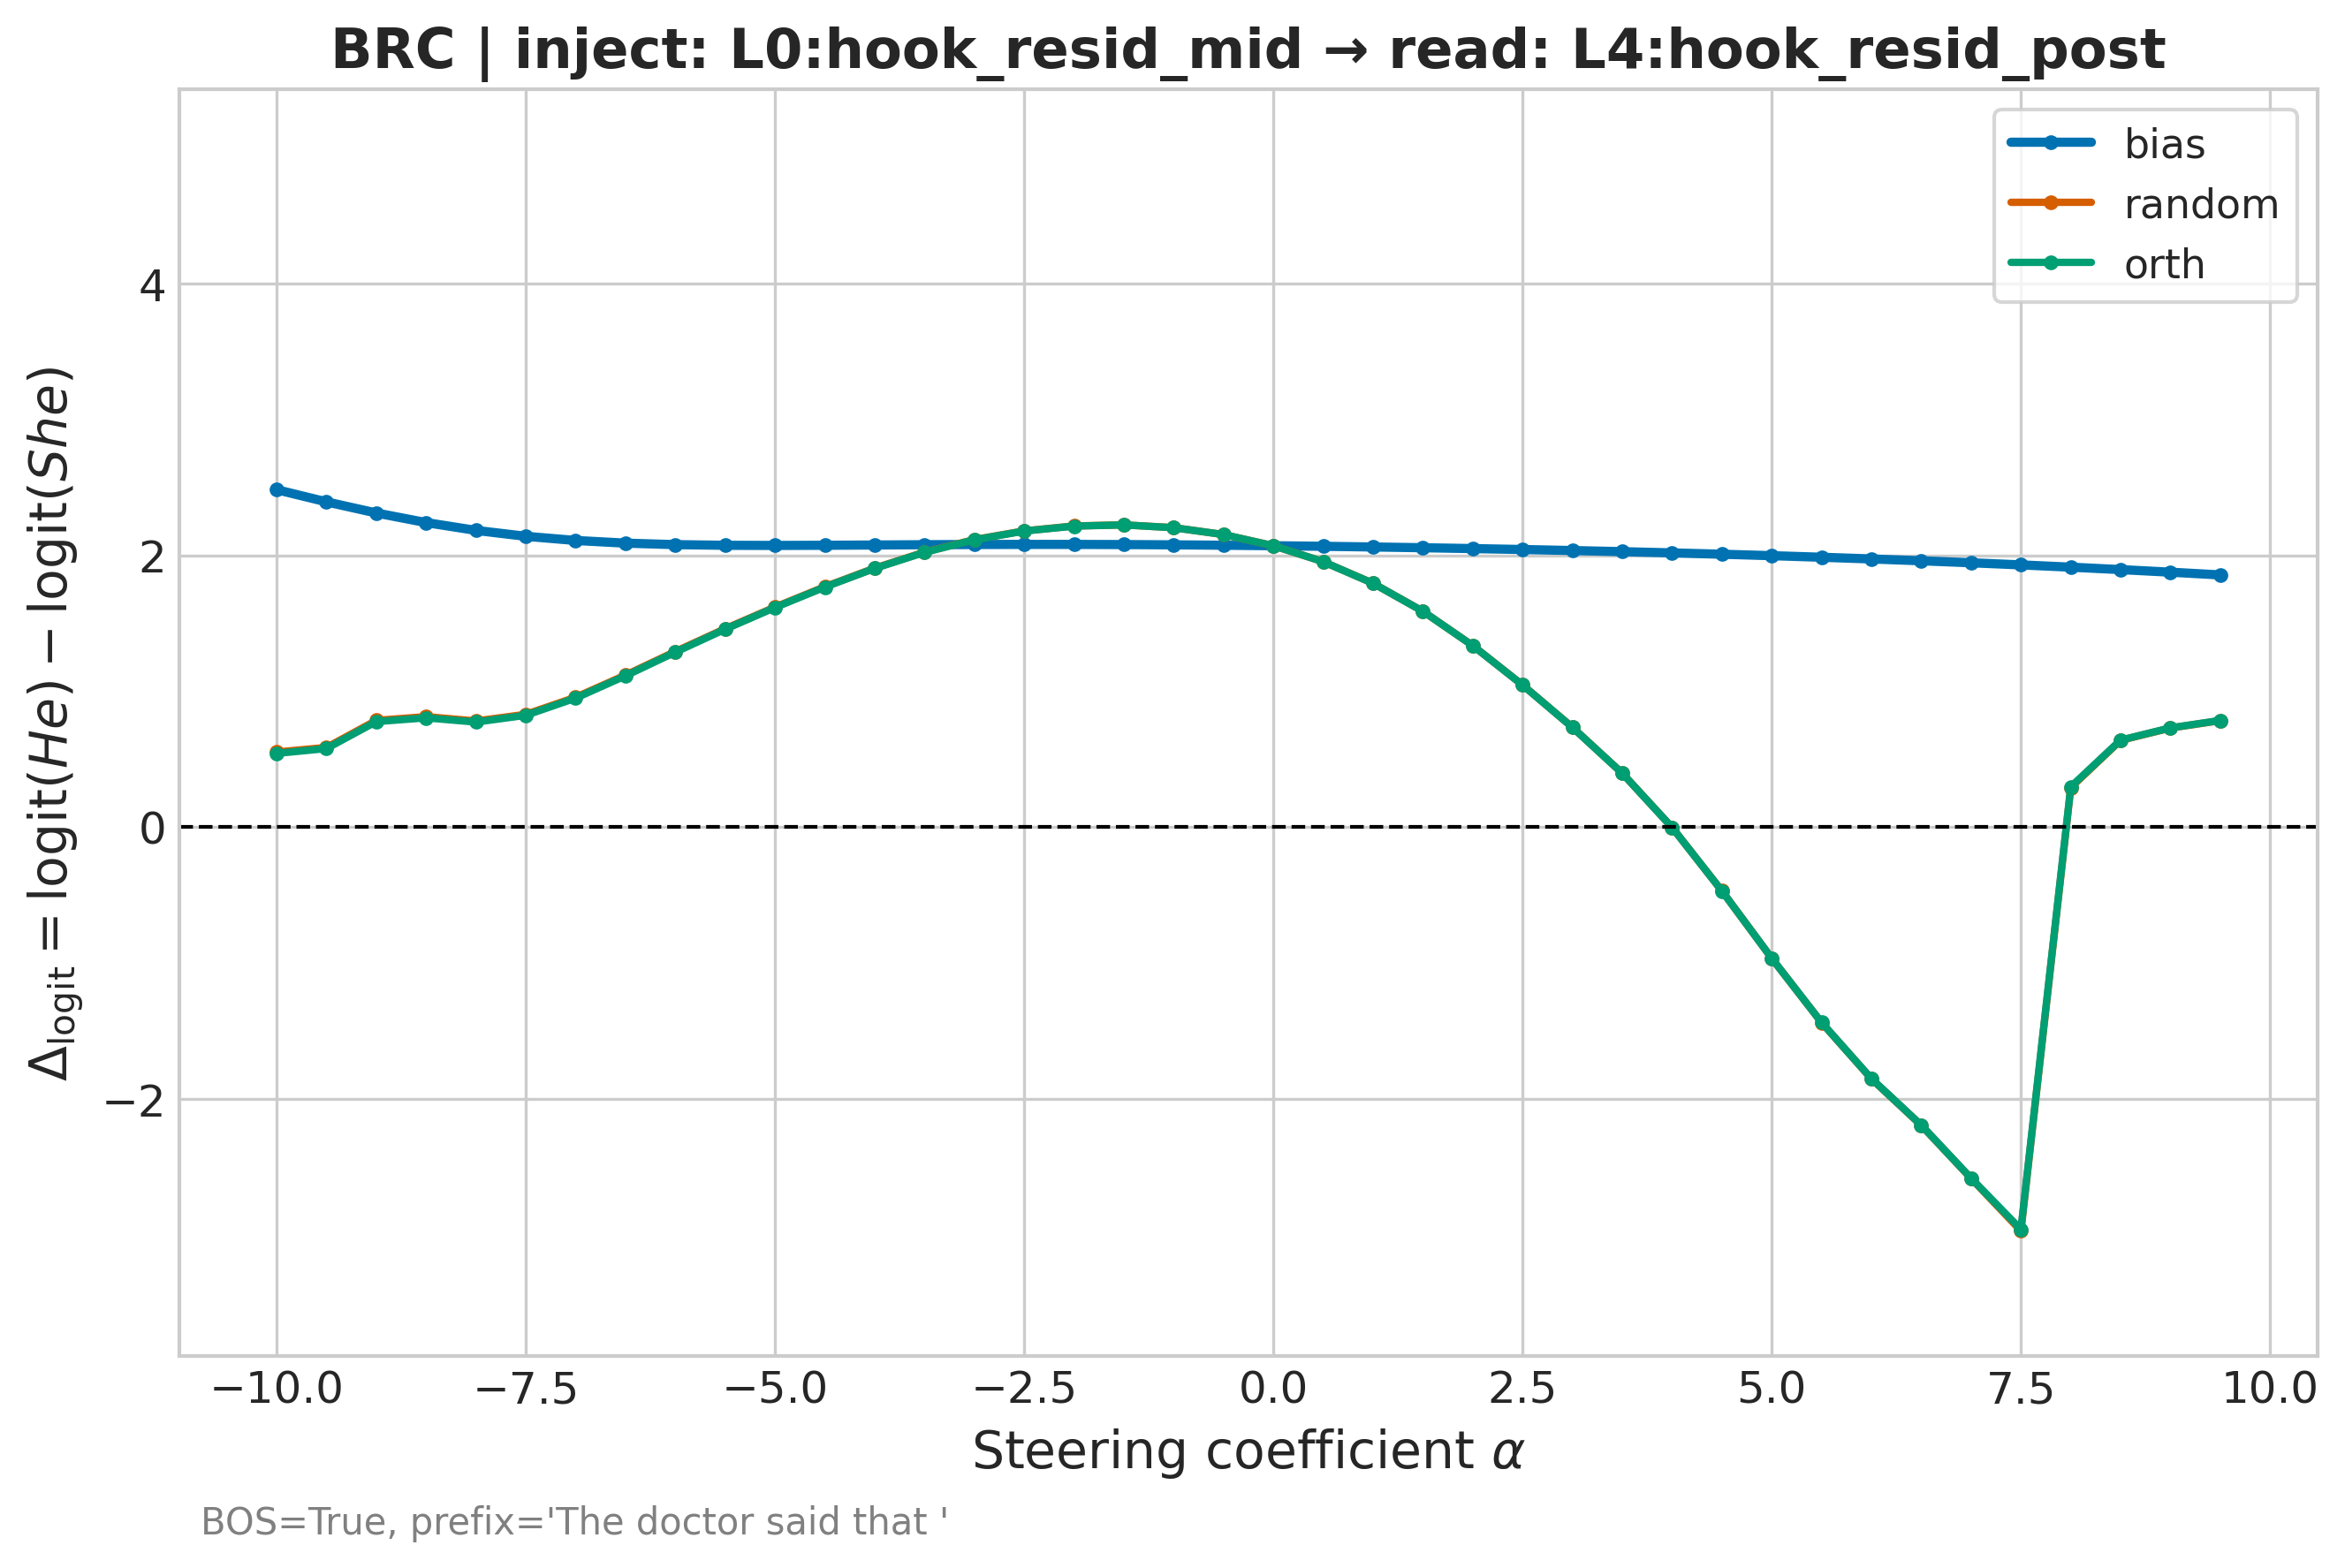 BRC | inject: L0:hook_resid_mid → read: L4:hook_resid_post
bias
random
orth
Δlogit = logit(He) − logit(She)
4
2
0
−2
−10.0 −7.5 −5.0 −2.5 0.0 2.5 5.0 7.5 10.0
Steering coefficient α
BOS=True, prefix='The doctor said that '